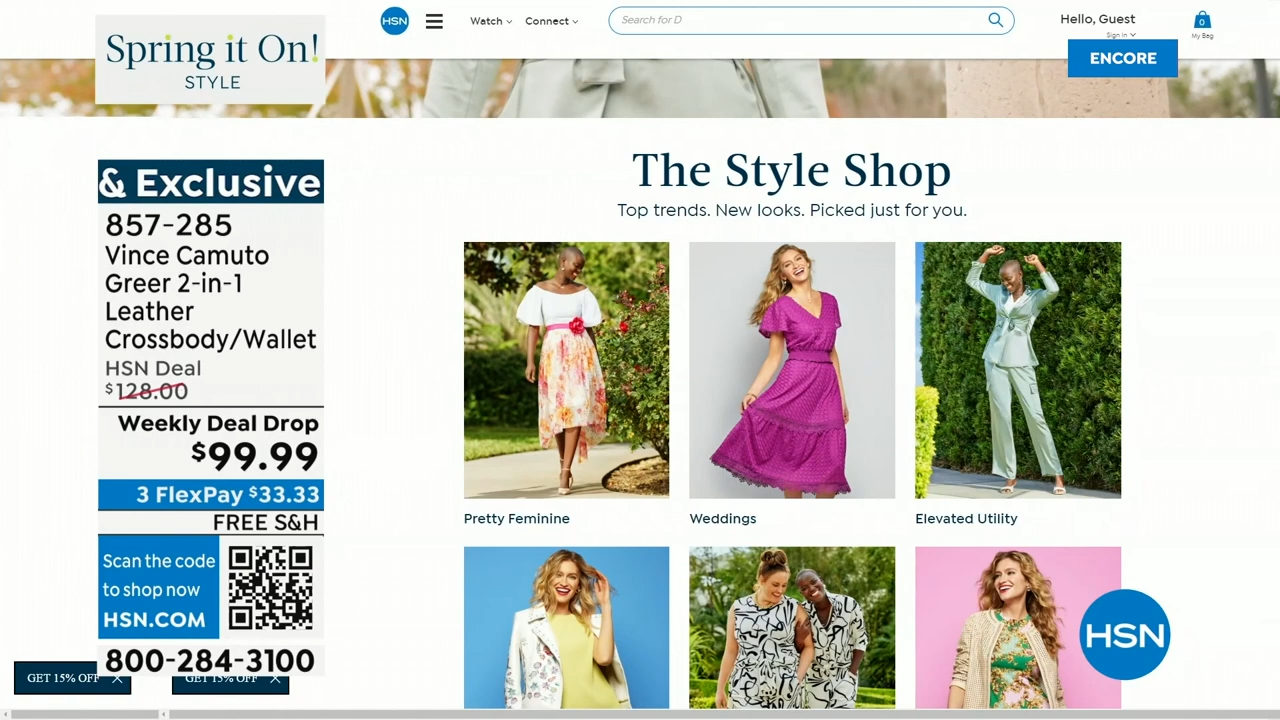 HSN
Watch
Connect
Search for D
Hello, Guest
Sign In
0
My Bag
ENCORE
Spring it On!
STYLE
& Exclusive
857-285
Vince Camuto
Greer 2-in-1
Leather
Crossbody/Wallet
HSN Deal
$128.00
Weekly Deal Drop
$99.99
3 FlexPay $33.33
FREE S&H
Scan the code
to shop now
HSN.COM
800-284-3100
GET 15% OFF
GET 15% OFF
The Style Shop
Top trends. New looks. Picked just for you.
Pretty Feminine
Weddings
Elevated Utility
HSN